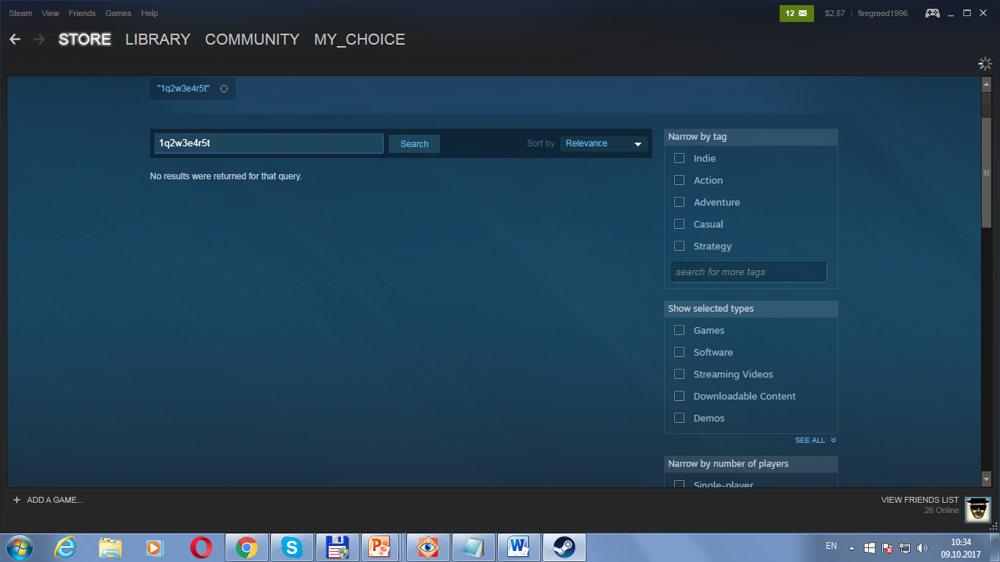 Steam View Friends Games Help
12 $2,87 | firegreed1996
STORE LIBRARY COMMUNITY MY_CHOICE
"1q2w3e4r5t"
1q2w3e4r5t Search Sort by Relevance
No results were returned for that query.
Narrow by tag
Indie
Action
Adventure
Casual
Strategy
search for more tags
Show selected types
Games
Software
Streaming Videos
Downloadable Content
Demos
SEE ALL
Narrow by number of players
Single-player
+ ADD A GAME...
VIEW FRIENDS LIST
26 Online
EN
10:34
09.10.2017